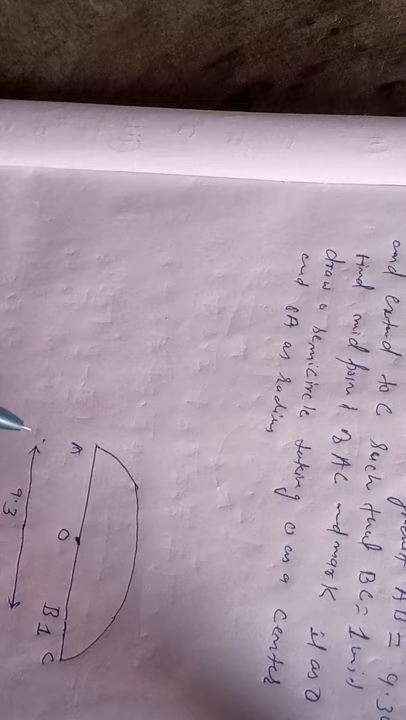 AB = 9.3
and extend to C such that BC = 1 unit
find mid point of AC and mark it as O
draw a semicircle taking O as a center
and OA as radius
A O B 1 C
9.3